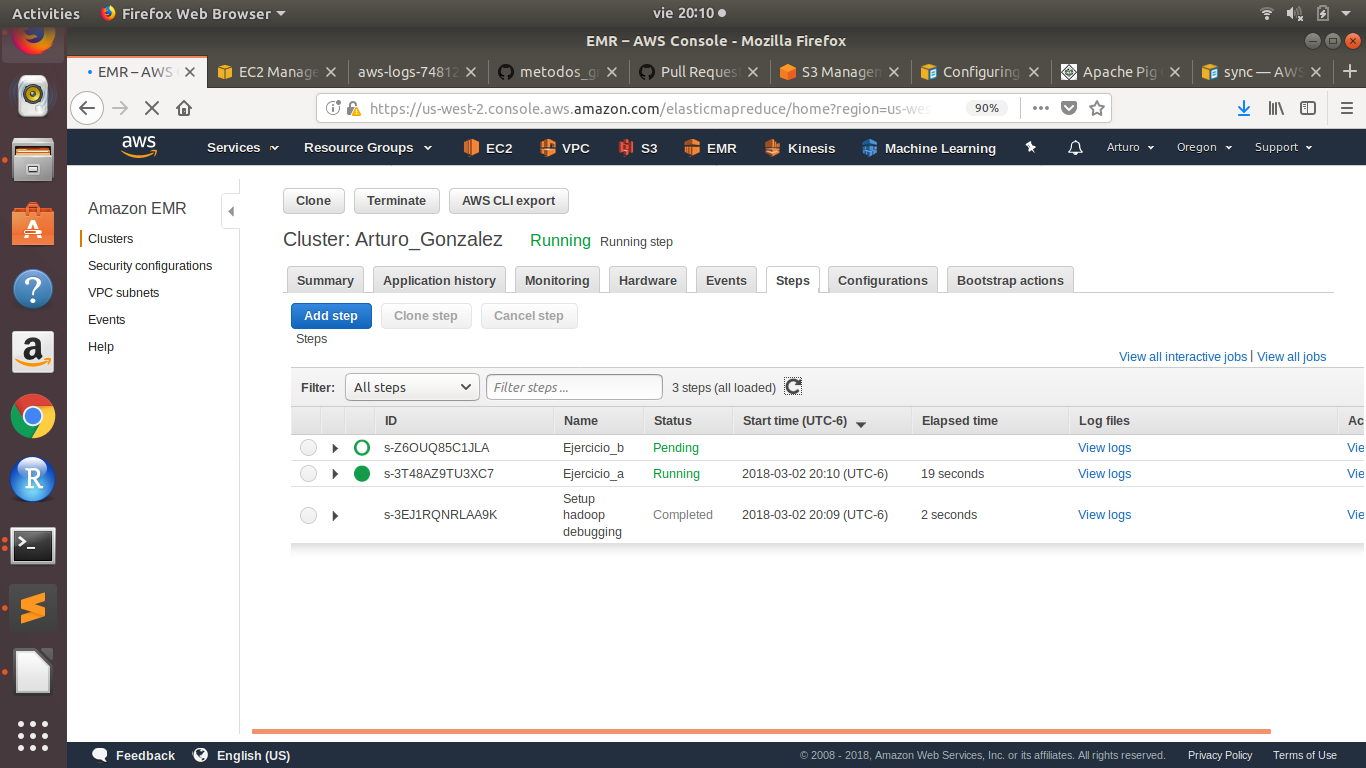 Activities Firefox Web Browser vie 20:10
EMR – AWS Console - Mozilla Firefox
EMR – AWS EC2 Manage aws-logs-74812 metodos_g Pull Reques S3 Managem Configuring Apache Pig sync — AWS
https://us-west-2.console.aws.amazon.com/elasticmapreduce/home?region=us-we 90%
aws Services Resource Groups EC2 VPC S3 EMR Kinesis Machine Learning Arturo Oregon Support
Amazon EMR
Clusters
Security configurations
VPC subnets
Events
Help
Clone Terminate AWS CLI export
Cluster: Arturo_Gonzalez Running Running step
Summary Application history Monitoring Hardware Events Steps Configurations Bootstrap actions
Add step Clone step Cancel step
Steps
View all interactive jobs | View all jobs
Filter: All steps Filter steps ... 3 steps (all loaded)
ID Name Status Start time (UTC-6) Elapsed time Log files Ac
s-Z6OUQ85C1JLA Ejercicio_b Pending View logs Vie
s-3T48AZ9TU3XC7 Ejercicio_a Running 2018-03-02 20:10 (UTC-6) 19 seconds View logs Vie
s-3EJ1RQNRLAA9K Setup hadoop debugging Completed 2018-03-02 20:09 (UTC-6) 2 seconds View logs Vie
Feedback English (US) © 2008 - 2018, Amazon Web Services, Inc. or its affiliates. All rights reserved. Privacy Policy Terms of Use